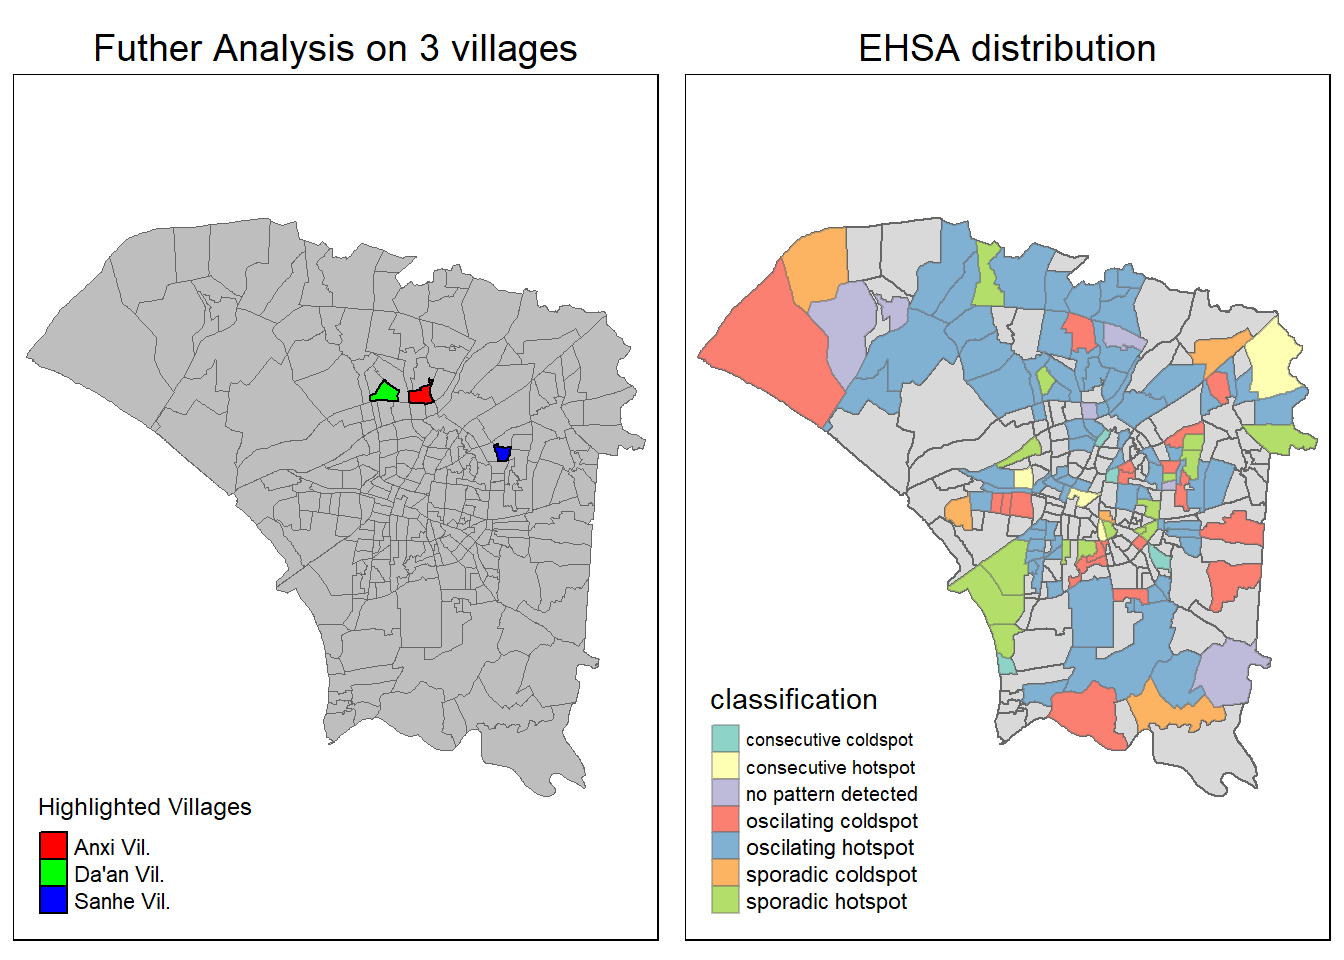 Futher Analysis on 3 villages
EHSA distribution
Highlighted Villages
Anxi Vil.
Da'an Vil.
Sanhe Vil.
classification
consecutive coldspot
consecutive hotspot
no pattern detected
oscilating coldspot
oscilating hotspot
sporadic coldspot
sporadic hotspot